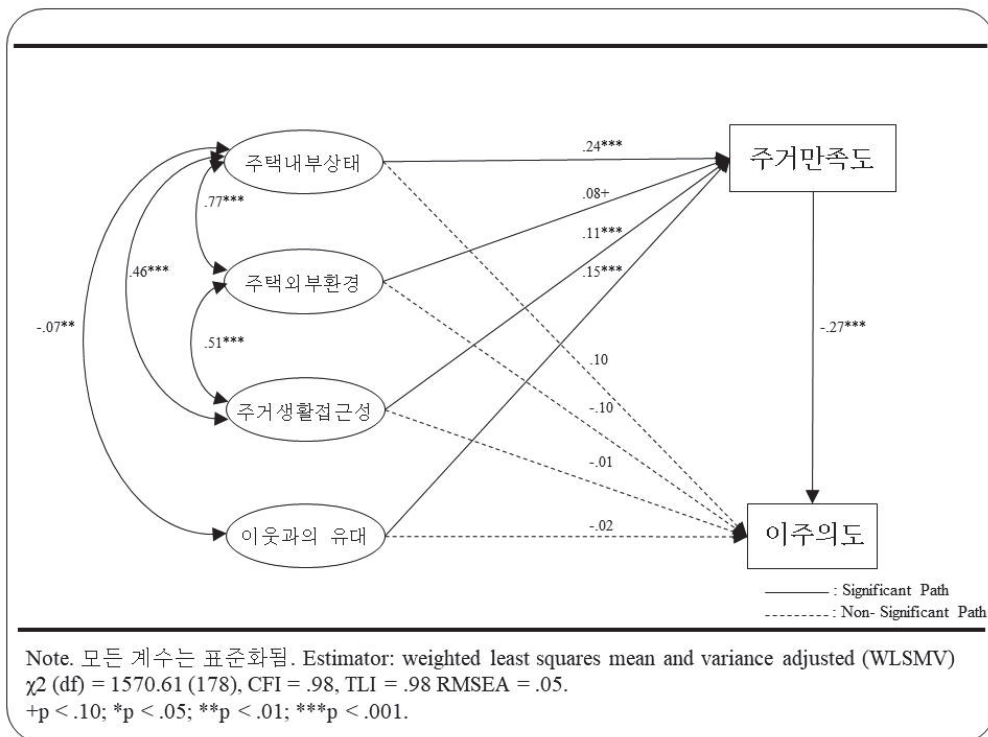 주택내부상태
.24***
주거만족도
.08+
.77***
.11***
.46***
.15***
주택외부환경
-.07**
.51***
-.27***
.10
-.10
주거생활접근성
-.01
이웃과의 유대
-.02
이주의도
: Significant Path
: Non- Significant Path
Note. 모든 계수는 표준화됨. Estimator: weighted least squares mean and variance adjusted (WLSMV)
χ2 (df) = 1570.61 (178), CFI = .98, TLI = .98 RMSEA = .05.
+p < .10; *p < .05; **p < .01; ***p < .001.